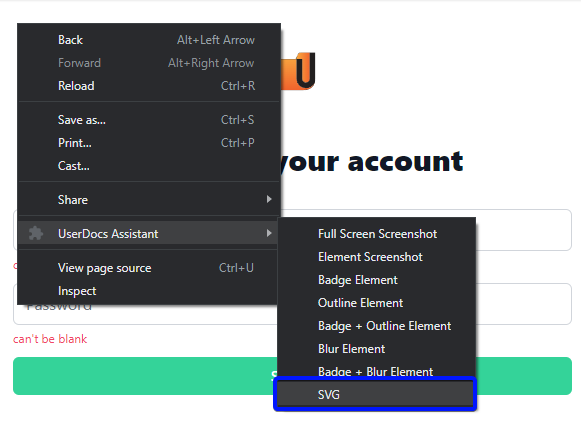 Back Alt+Left Arrow
Forward Alt+Right Arrow
Reload Ctrl+R
Save as... Ctrl+S
Print... Ctrl+P
Cast...
Share
UserDocs Assistant
View page source Ctrl+U
Inspect
U
your account
Full Screen Screenshot
Element Screenshot
Badge Element
Outline Element
Badge + Outline Element
Blur Element
Badge + Blur Element
SVG
Password
can't be blank